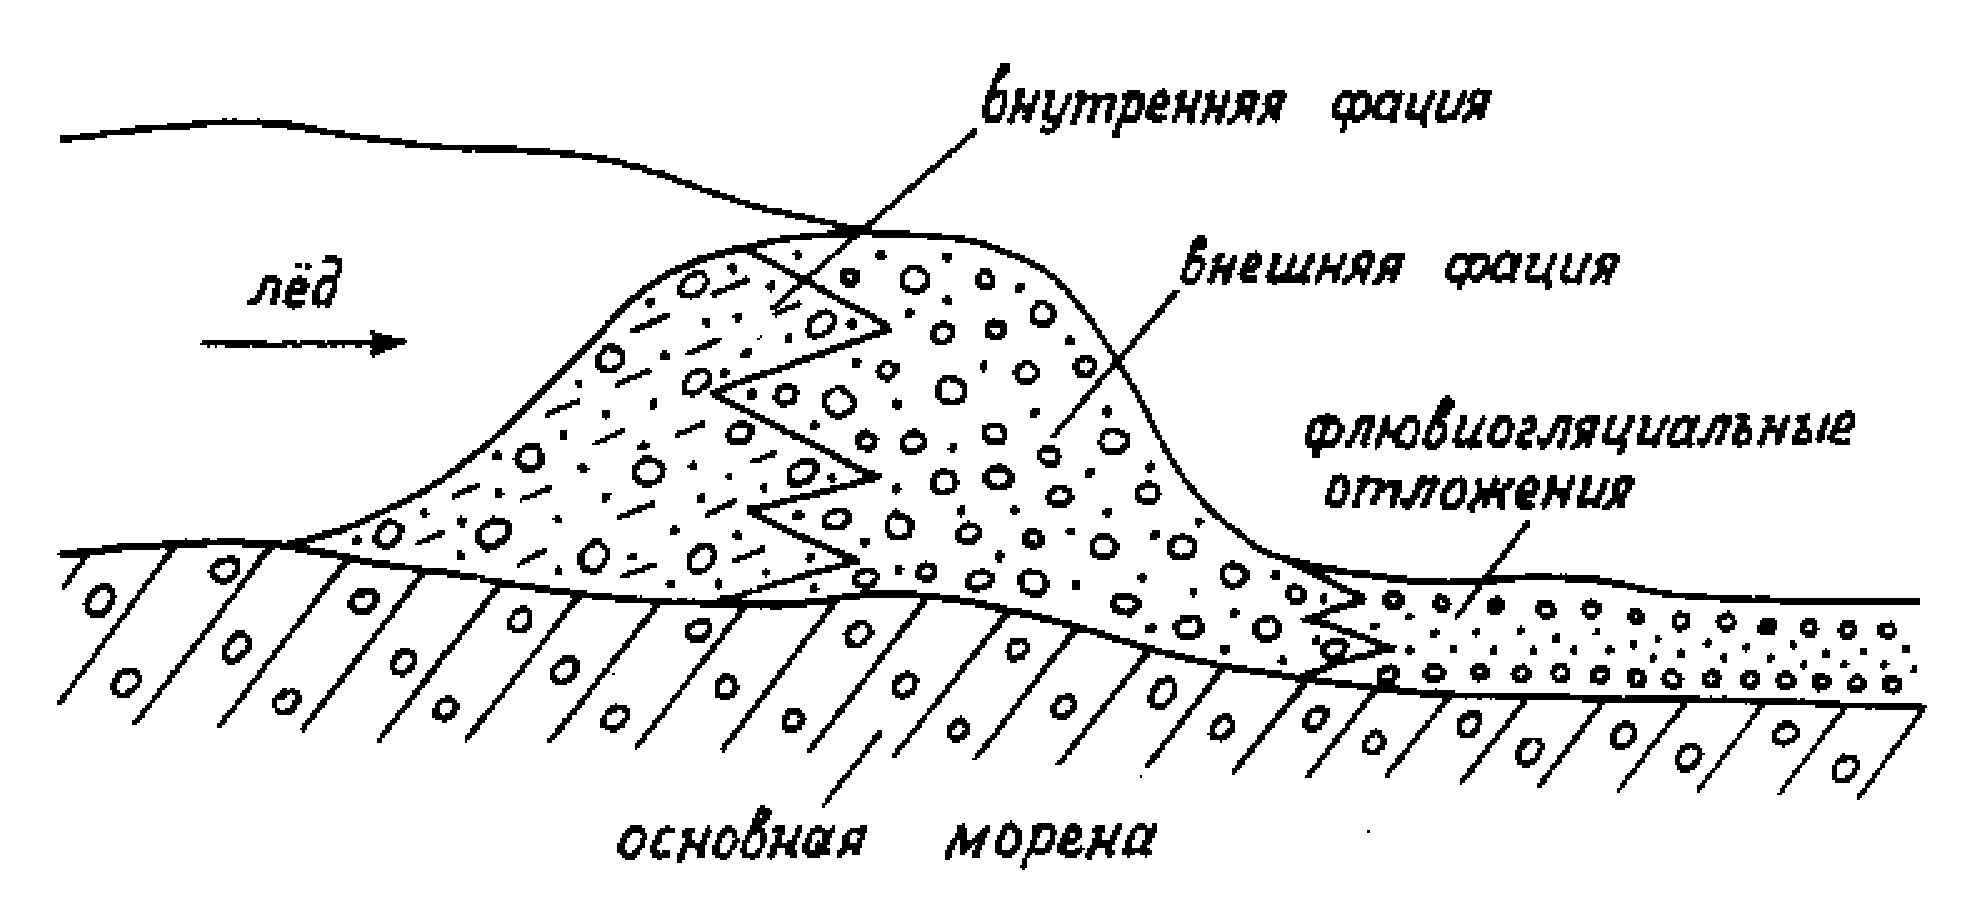 внутренняя фация
внешняя фация
лёд
флювиогляциальные
отложения
основная морена